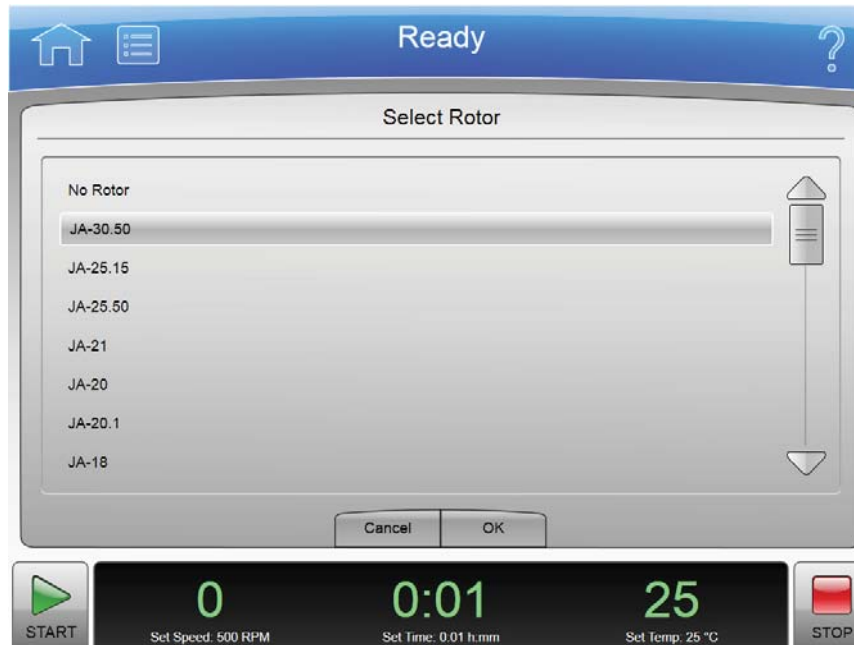 Ready
Select Rotor
No Rotor
JA-30.50
JA-25.15
JA-25.50
JA-21
JA-20
JA-20.1
JA-18
Cancel OK
0 0:01 25
START Set Speed: 500 RPM Set Time: 0.01 h:mm Set Temp: 25 °C STOP